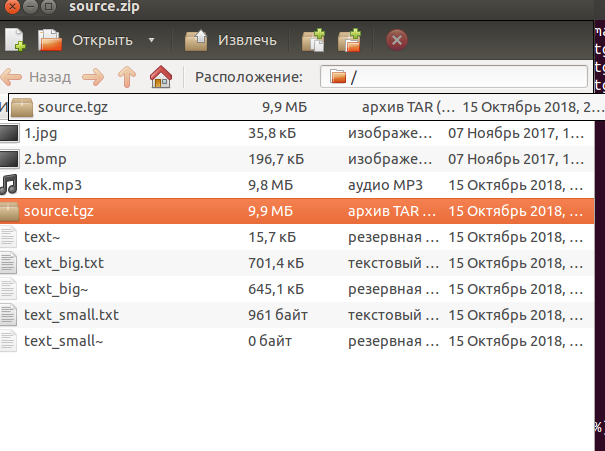 source.zip
Открыть Извлечь
Назад Расположение: /
source.tgz 9,9 МБ архив TAR (… 15 Октябрь 2018, 2…
1.jpg 35,8 кБ изображе… 07 Ноябрь 2017, 1…
2.bmp 196,7 кБ изображе… 07 Ноябрь 2017, 1…
kek.mp3 9,8 МБ аудио MP3 15 Октябрь 2018, …
source.tgz 9,9 МБ архив TAR … 15 Октябрь 2018, …
text~ 15,7 кБ резервная … 15 Октябрь 2018, …
text_big.txt 701,4 кБ текстовый … 15 Октябрь 2018, …
text_big~ 645,1 кБ резервная … 15 Октябрь 2018, …
text_small.txt 961 байт текстовый … 15 Октябрь 2018, …
text_small~ 0 байт резервная … 15 Октябрь 2018, …